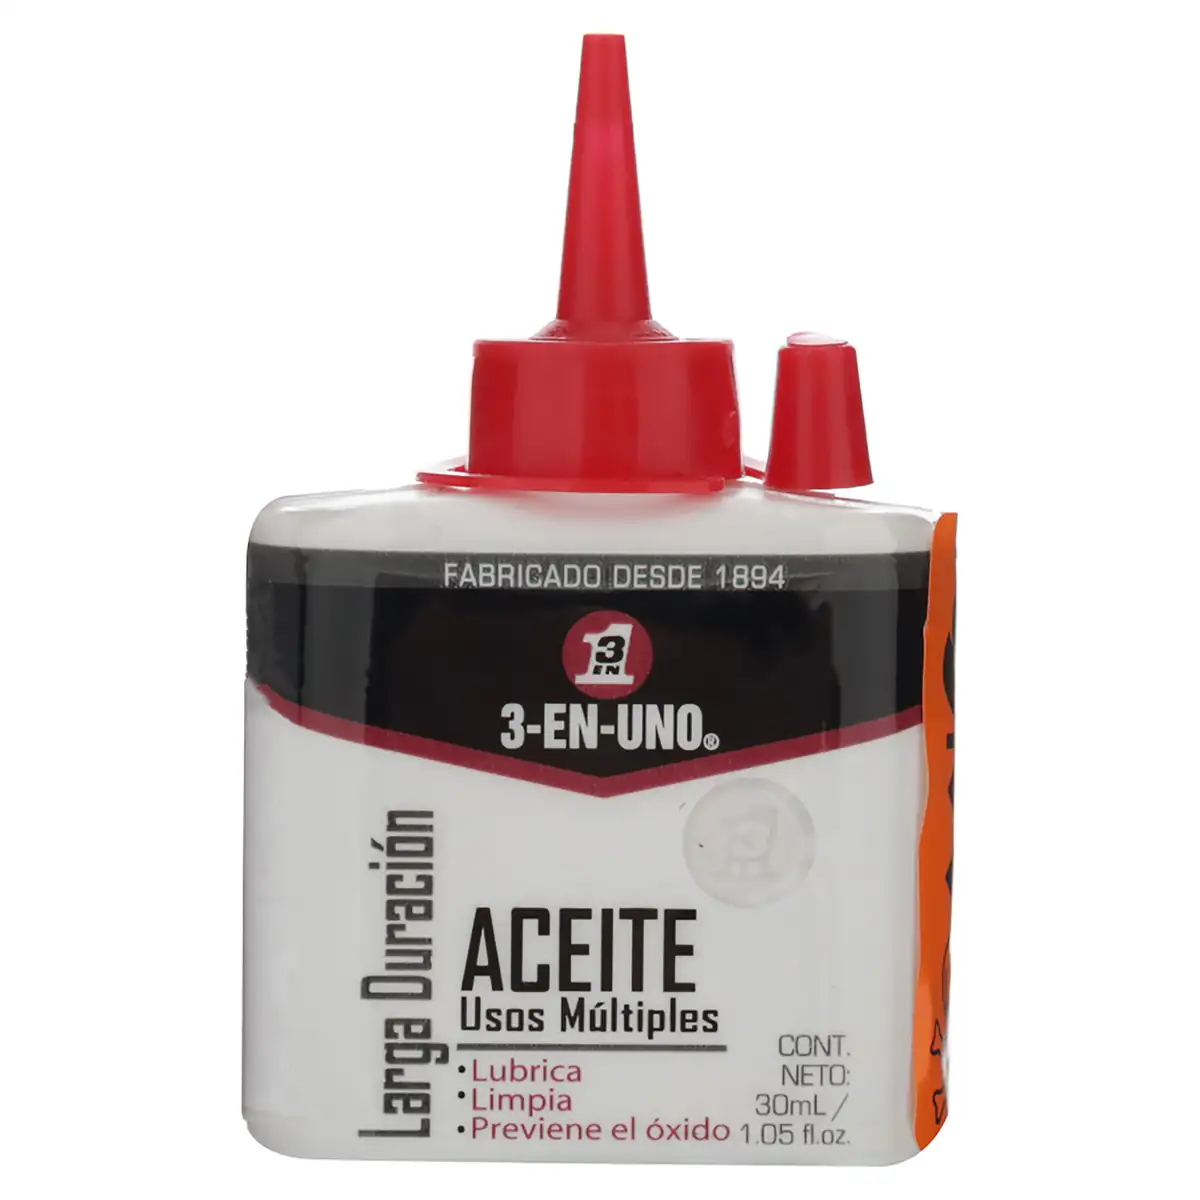 FABRICADO DESDE 1894
3
EN
1
3-EN-UNO®
Larga Duración
ACEITE
Usos Múltiples
• Lubrica
• Limpia
• Previene el óxido
CONT.
NETO:
30mL /
1.05 fl.oz.